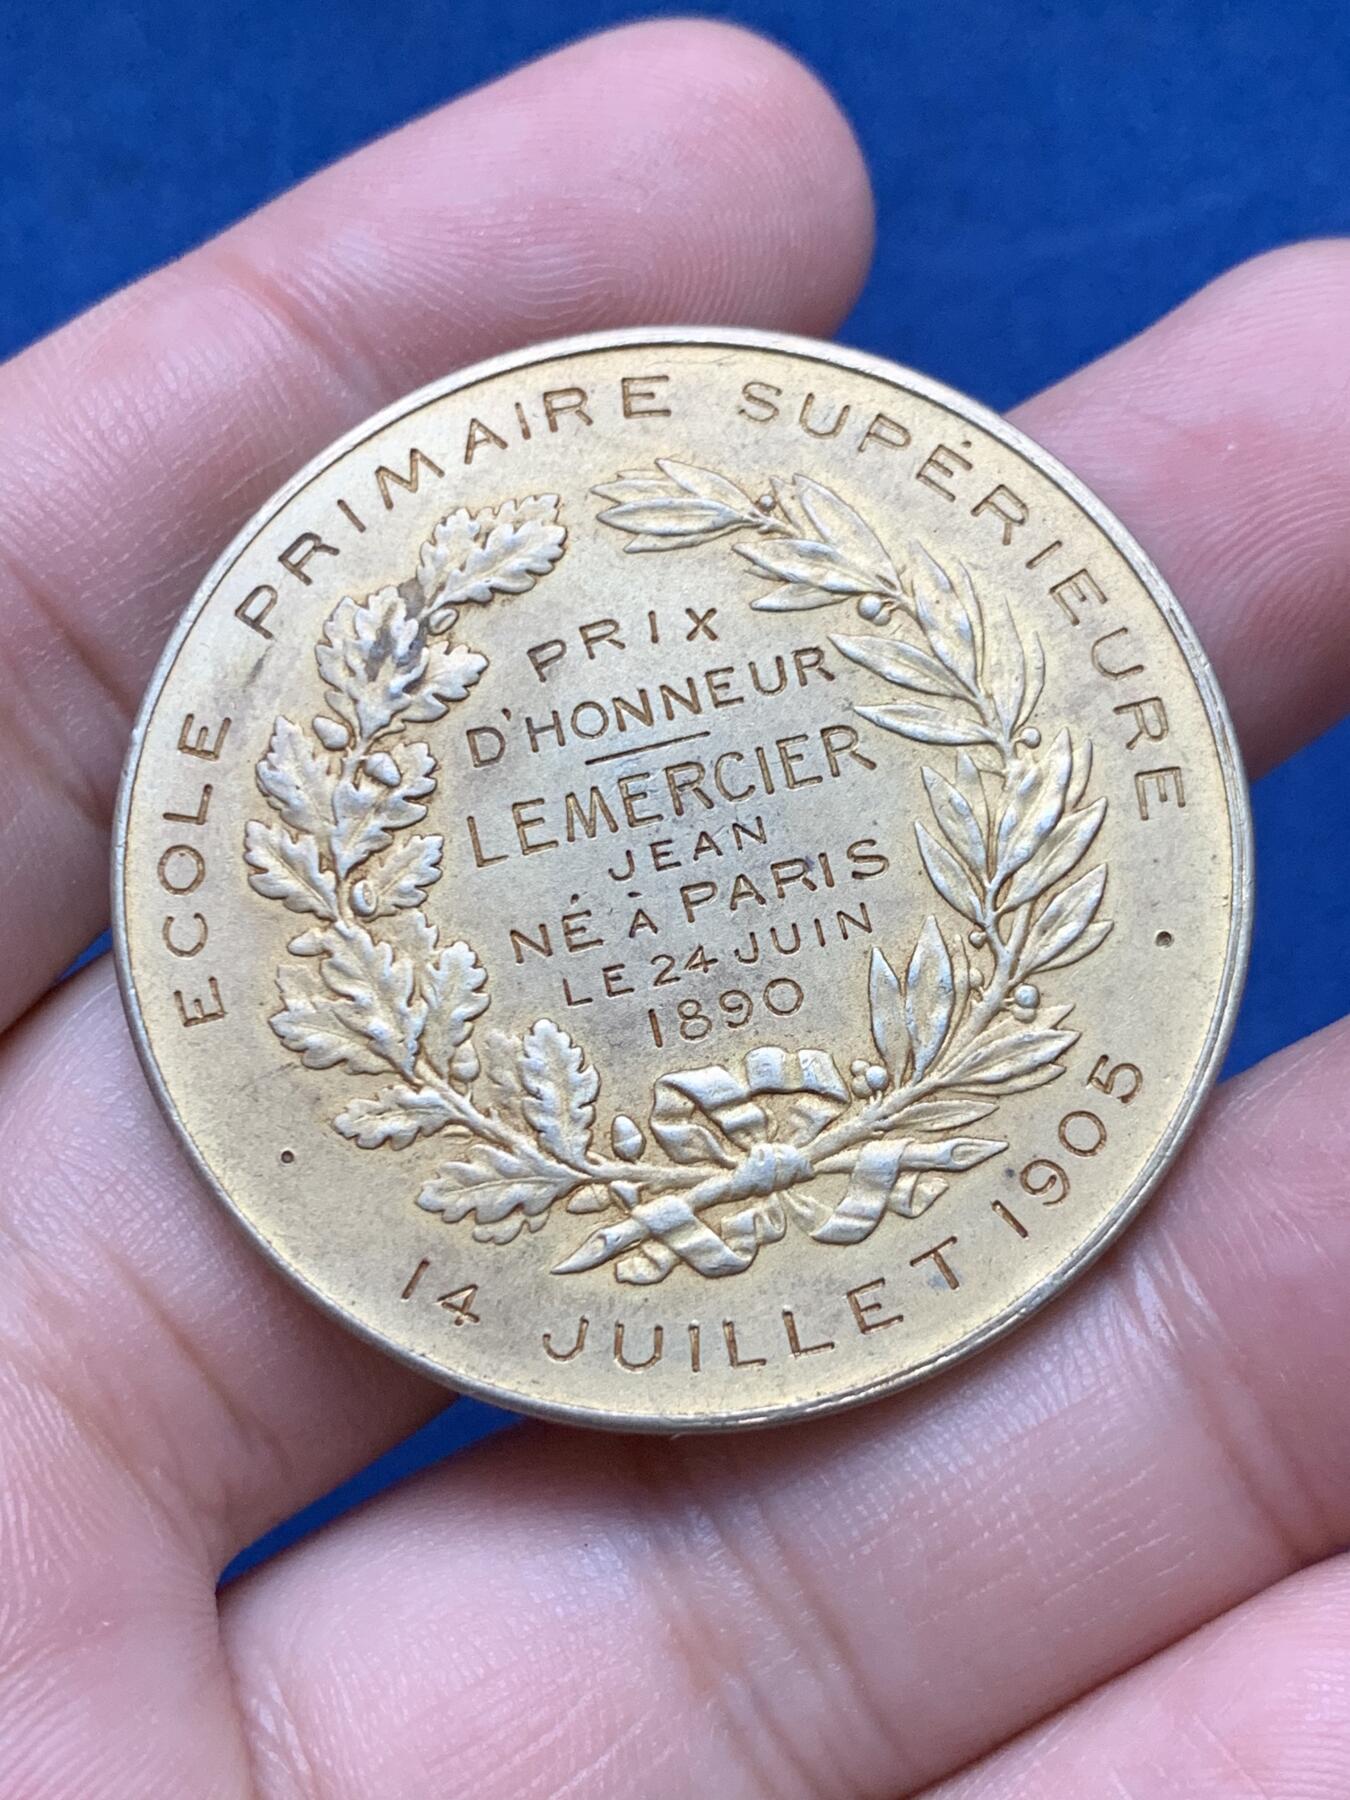 ECOLE PRIMAIRE SUPÉRIEURE
PRIX
D'HONNEUR
LEMERCIER
JEAN
NÉ À PARIS
LE 24 JUIN
1890
14 JUILLET 1905